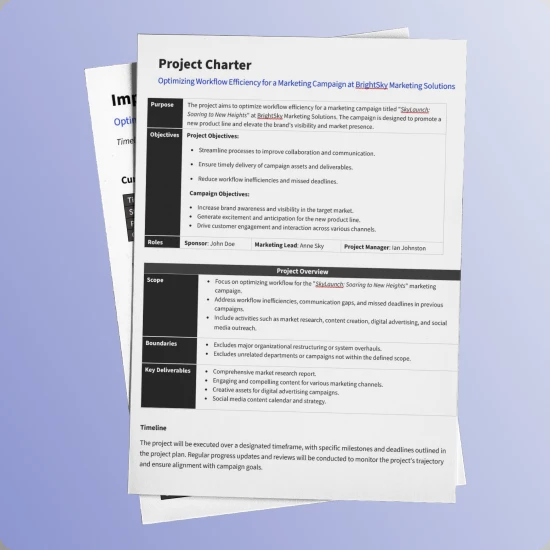 Project Charter
Optimizing Workflow Efficiency for a Marketing Campaign at BrightSky Marketing Solutions
Purpose
The project aims to optimize workflow efficiency for a marketing campaign titled "SkyLaunch:
Soaring to New Heights" at BrightSky Marketing Solutions. The campaign is designed to promote a
new product line and elevate the brand's visibility and market presence.
Objectives
Project Objectives:
• Streamline processes to improve collaboration and communication.
• Ensure timely delivery of campaign assets and deliverables.
• Reduce workflow inefficiencies and missed deadlines.
Campaign Objectives:
• Increase brand awareness and visibility in the target market.
• Generate excitement and anticipation for the new product line.
• Drive customer engagement and interaction across various channels.
Roles
Sponsor: John Doe
Marketing Lead: Anne Sky
Project Manager: Ian Johnston
Project Overview
Scope
• Focus on optimizing workflow for the "SkyLaunch: Soaring to New Heights" marketing
campaign.
• Address workflow inefficiencies, communication gaps, and missed deadlines in previous
campaigns.
• Include activities such as market research, content creation, digital advertising, and social
media outreach.
Boundaries
• Excludes major organizational restructuring or system overhauls.
• Excludes unrelated departments or campaigns not within the defined scope.
Key Deliverables
• Comprehensive market research report.
• Engaging and compelling content for various marketing channels.
• Creative assets for digital advertising campaigns.
• Social media content calendar and strategy.
Timeline
The project will be executed over a designated timeframe, with specific milestones and deadlines outlined in
the project plan. Regular progress updates and reviews will be conducted to monitor the project's trajectory
and ensure alignment with campaign goals.